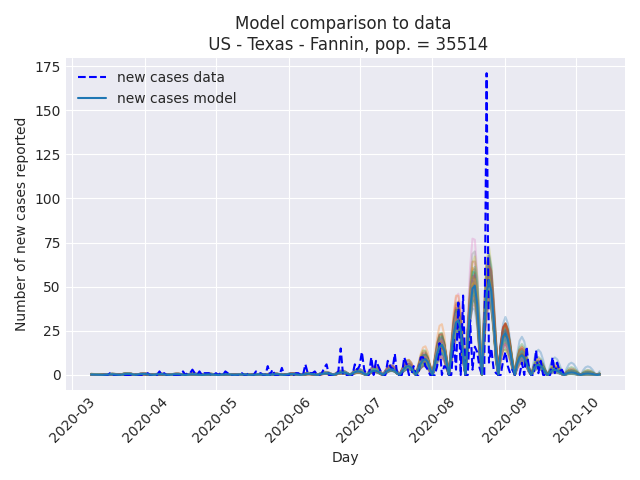 Model comparison to data
US - Texas - Fannin, pop. = 35514
new cases data
new cases model
Number of new cases reported
175
150
125
100
75
50
25
0
2020-03
2020-04
2020-05
2020-06
2020-07
2020-08
2020-09
2020-10
Day